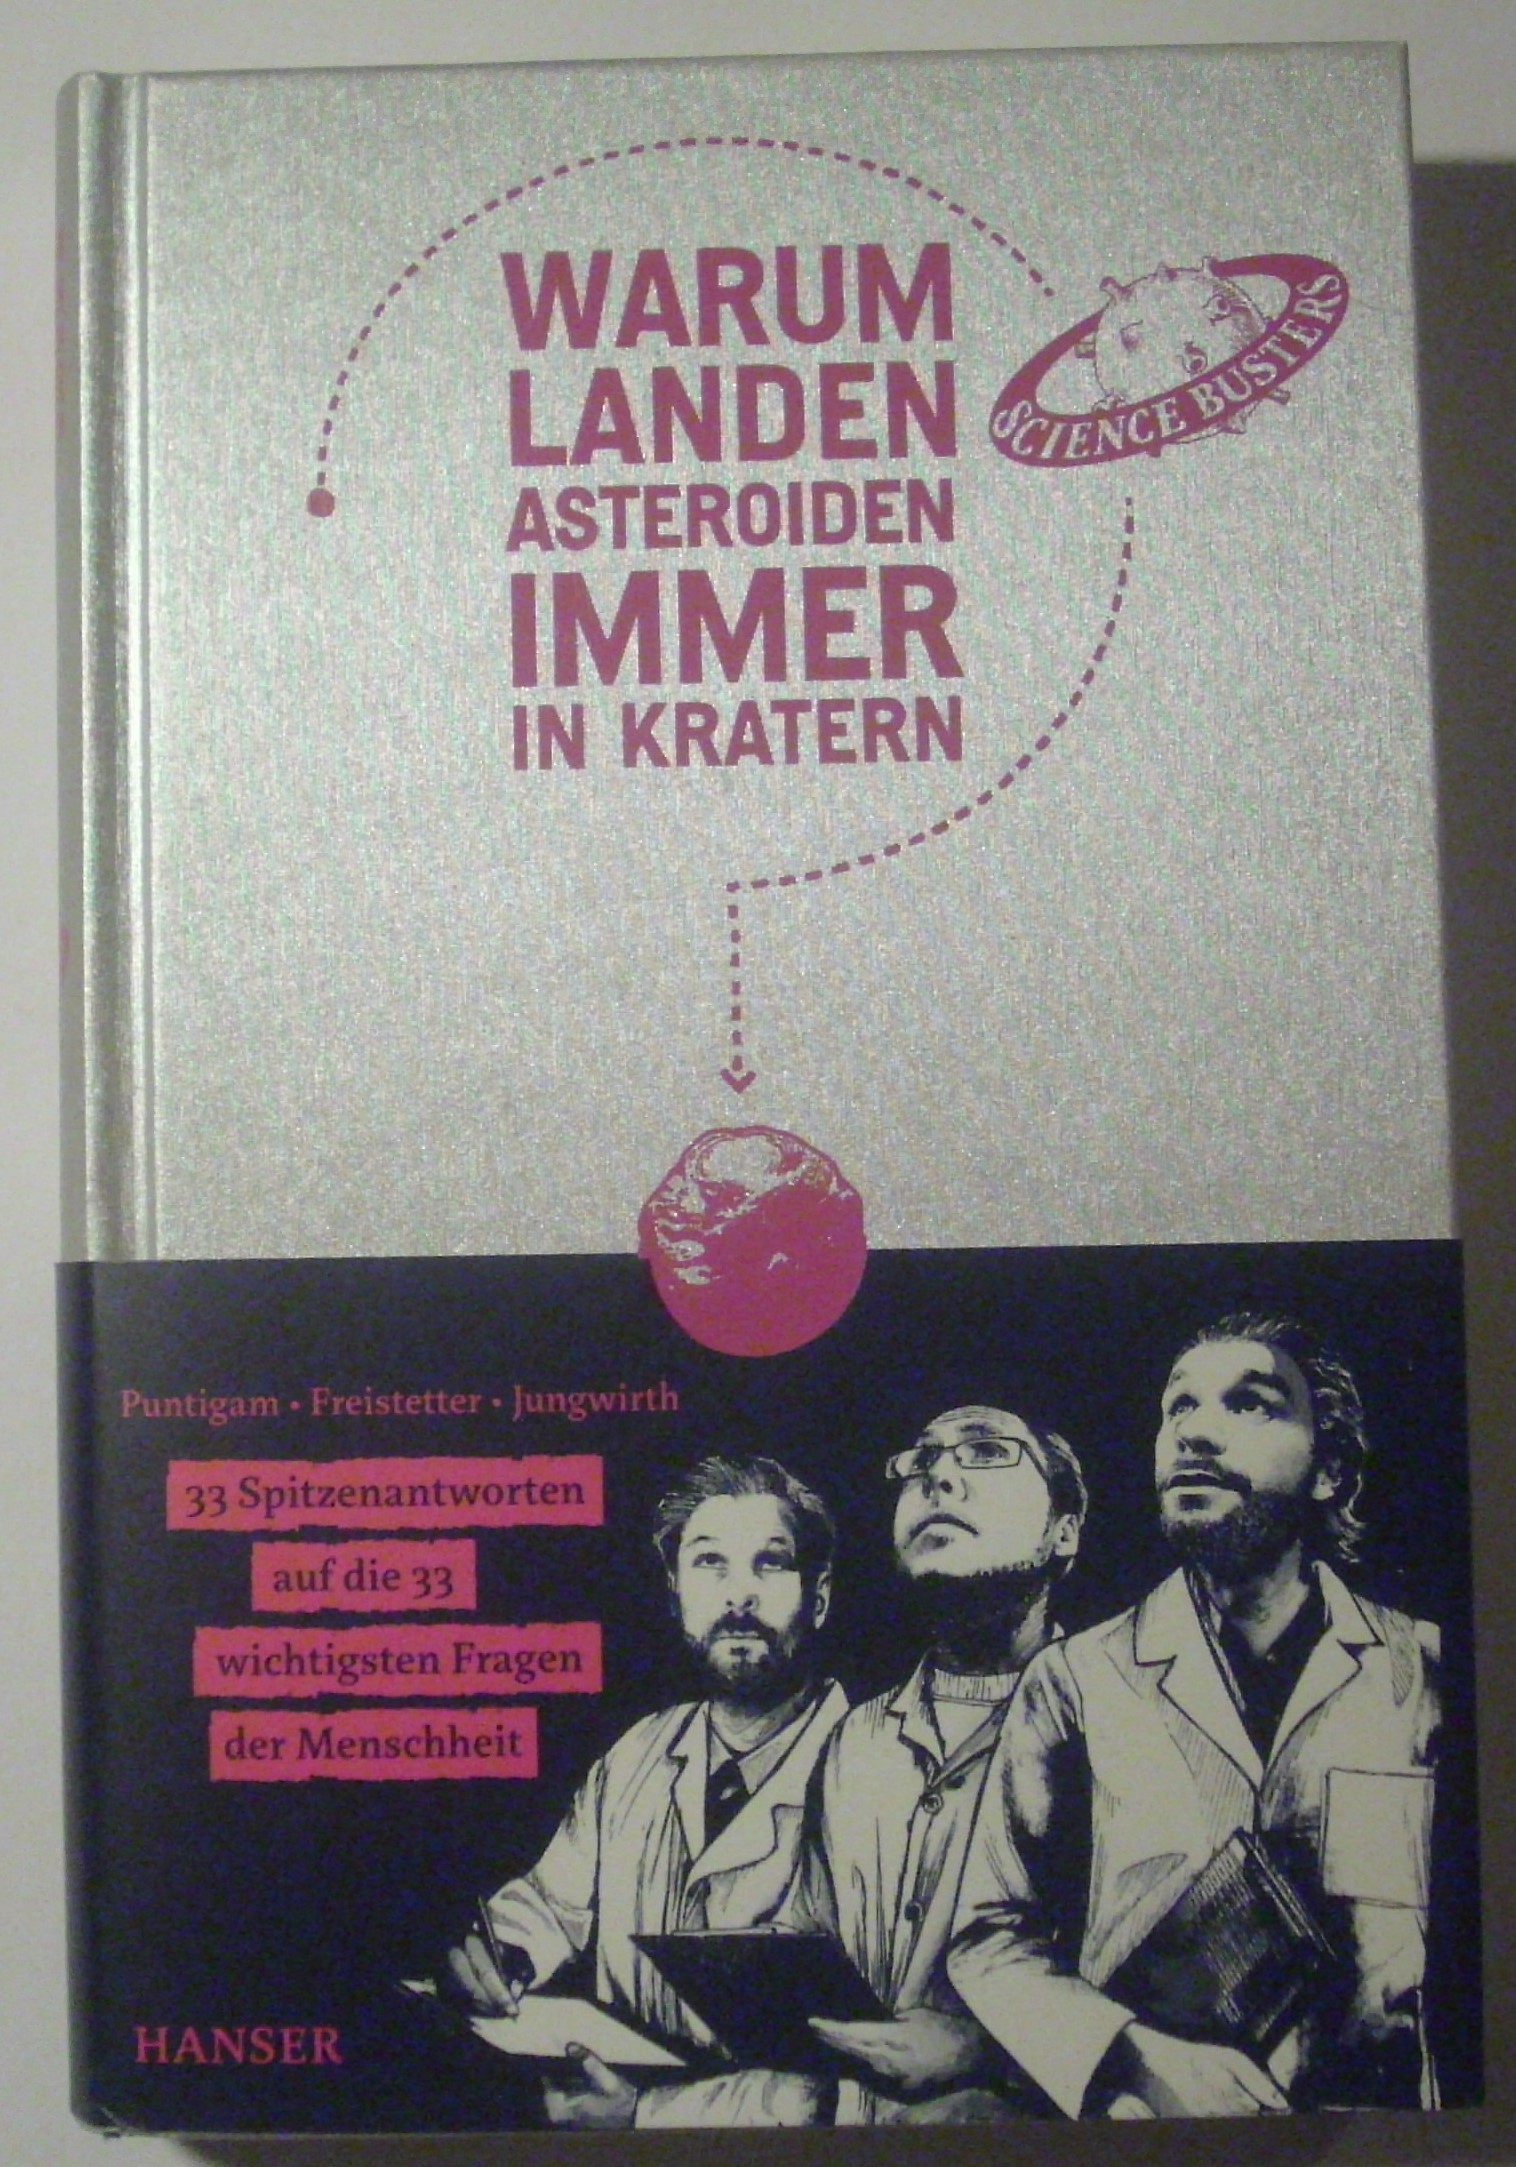 WARUM
LANDEN
ASTEROIDEN
IMMER
IN KRATERN
SCIENCE BUSTERS
Puntigam • Freistetter • Jungwirth
33 Spitzenantworten
auf die 33
wichtigsten Fragen
der Menschheit
HANSER